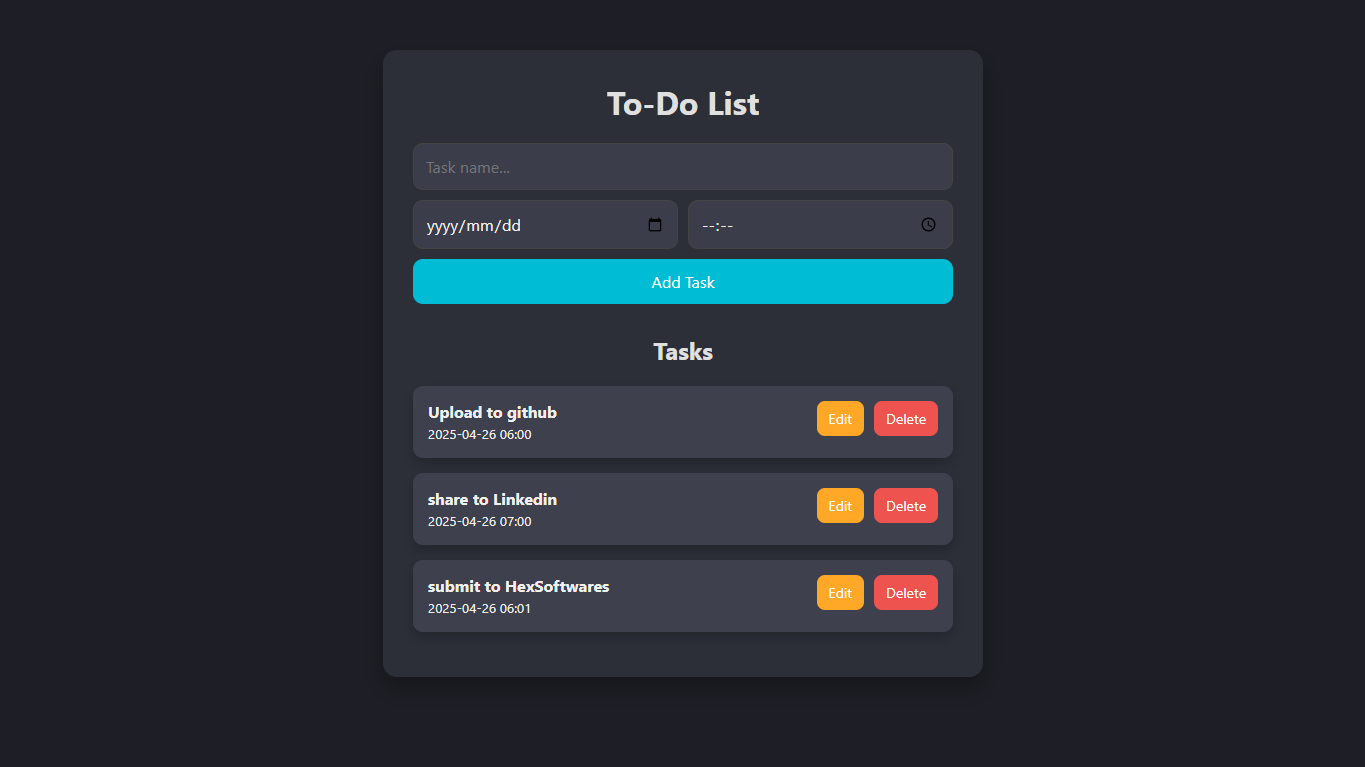 To-Do List
Task name...
yyyy/mm/dd --:--
Add Task
Tasks
Upload to github Edit Delete
2025-04-26 06:00
share to Linkedin Edit Delete
2025-04-26 07:00
submit to HexSoftwares Edit Delete
2025-04-26 06:01